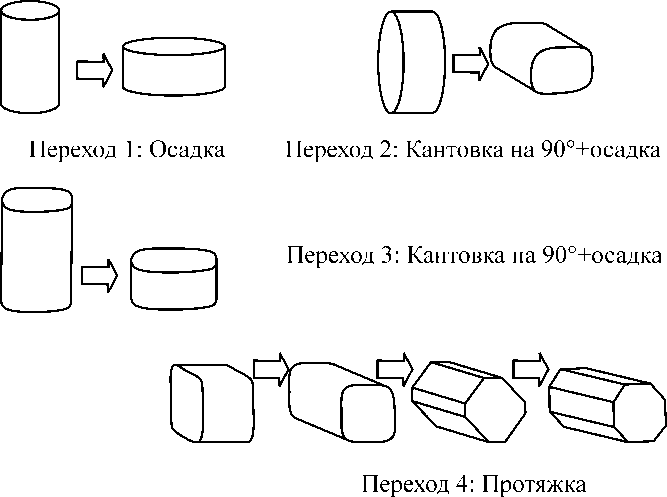 Переход 1: Осадка
Переход 2: Кантовка на 90°+осадка
Переход 3: Кантовка на 90°+осадка
Переход 4: Протяжка